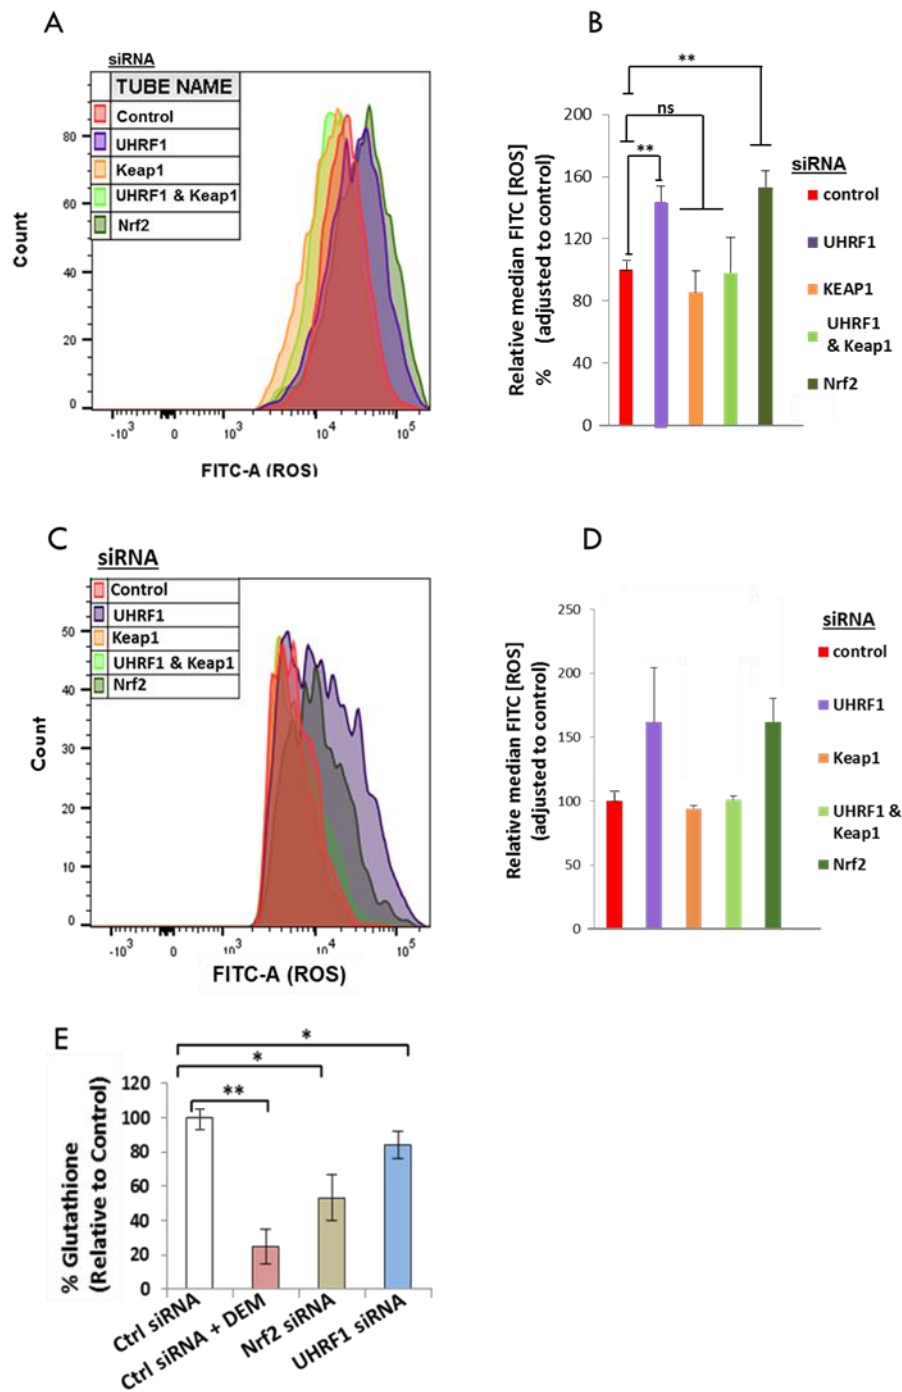 A
siRNA
TUBE NAME
Control
UHRF1
Keap1
UHRF1 & Keap1
Nrf2
Count
80
60
40
20
0
-10³ 0 10³ 10⁴ 10⁵
FITC-A (ROS)
B
**
ns
**
Relative median FITC [ROS]
% (adjusted to control)
200
160
120
80
40
0
siRNA
control
UHRF1
KEAP1
UHRF1
& Keap1
Nrf2
C
siRNA
Control
UHRF1
Keap1
UHRF1 & Keap1
Nrf2
Count
50
40
30
20
10
0
-10³ 0 10³ 10⁴ 10⁵
FITC-A (ROS)
D
Relative median FITC [ROS]
(adjusted to control)
250
200
150
100
50
0
siRNA
control
UHRF1
Keap1
UHRF1 &
Keap1
Nrf2
E
*
*
**
% Glutathione
(Relative to Control)
120
100
80
60
40
20
0
Ctrl siRNA
Ctrl siRNA + DEM
Nrf2 siRNA
UHRF1 siRNA